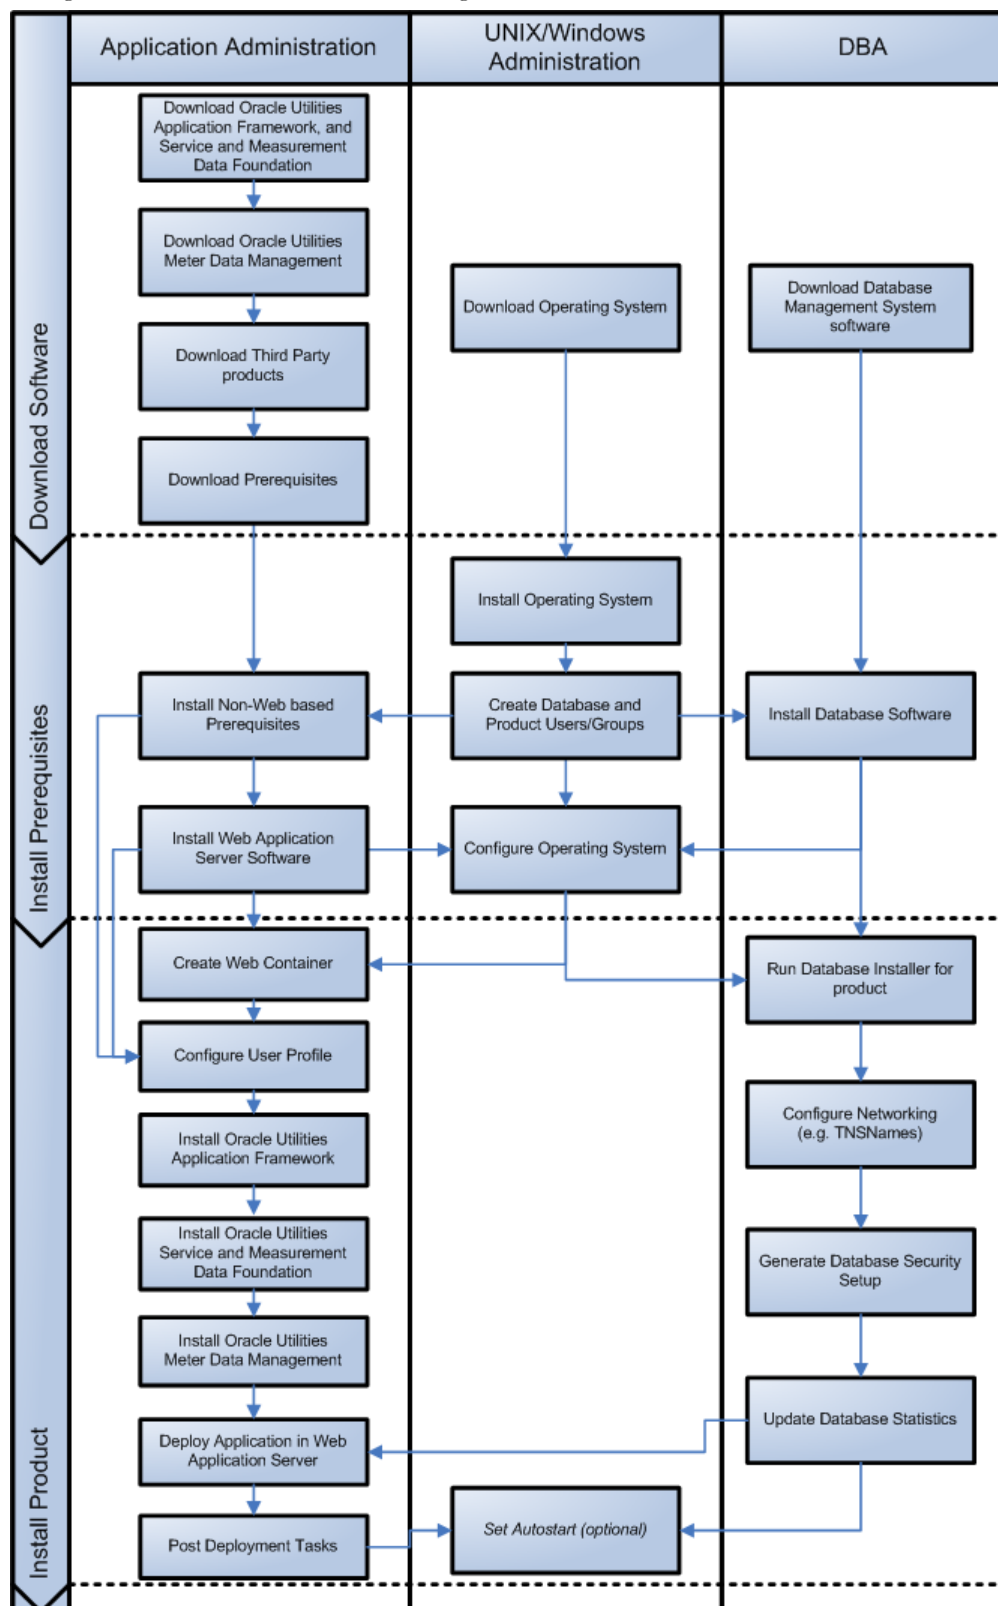 Application Administration
UNIX/Windows
Administration
DBA
Download Software
Download Oracle Utilities
Application Framework, and
Service and Measurement
Data Foundation
Download Oracle Utilities
Meter Data Management
Download Third Party
products
Download Prerequisites
Download Operating System
Download Database
Management System
software
Install Prerequisites
Install Operating System
Install Non-Web based
Prerequisites
Create Database and
Product Users/Groups
Install Database Software
Install Web Application
Server Software
Configure Operating System
Install Product
Create Web Container
Run Database Installer for
product
Configure User Profile
Configure Networking
(e.g. TNSNames)
Install Oracle Utilities
Application Framework
Install Oracle Utilities
Service and Measurement
Data Foundation
Generate Database Security
Setup
Install Oracle Utilities
Meter Data Management
Update Database Statistics
Deploy Application in Web
Application Server
Post Deployment Tasks
Set Autostart (optional)